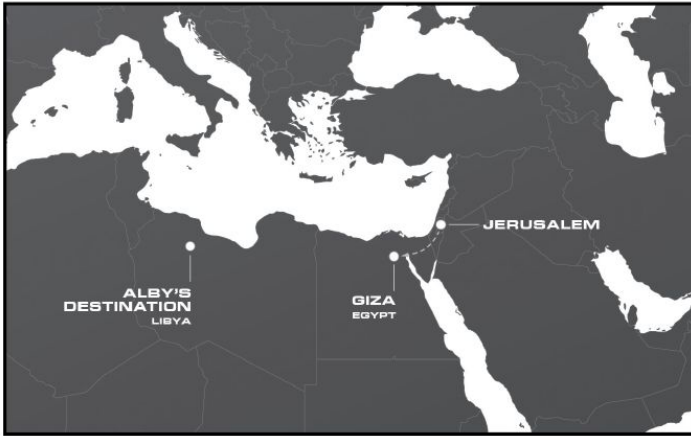 JERUSALEM
ALBY'S
DESTINATION
LIBYA
GIZA
EGYPT